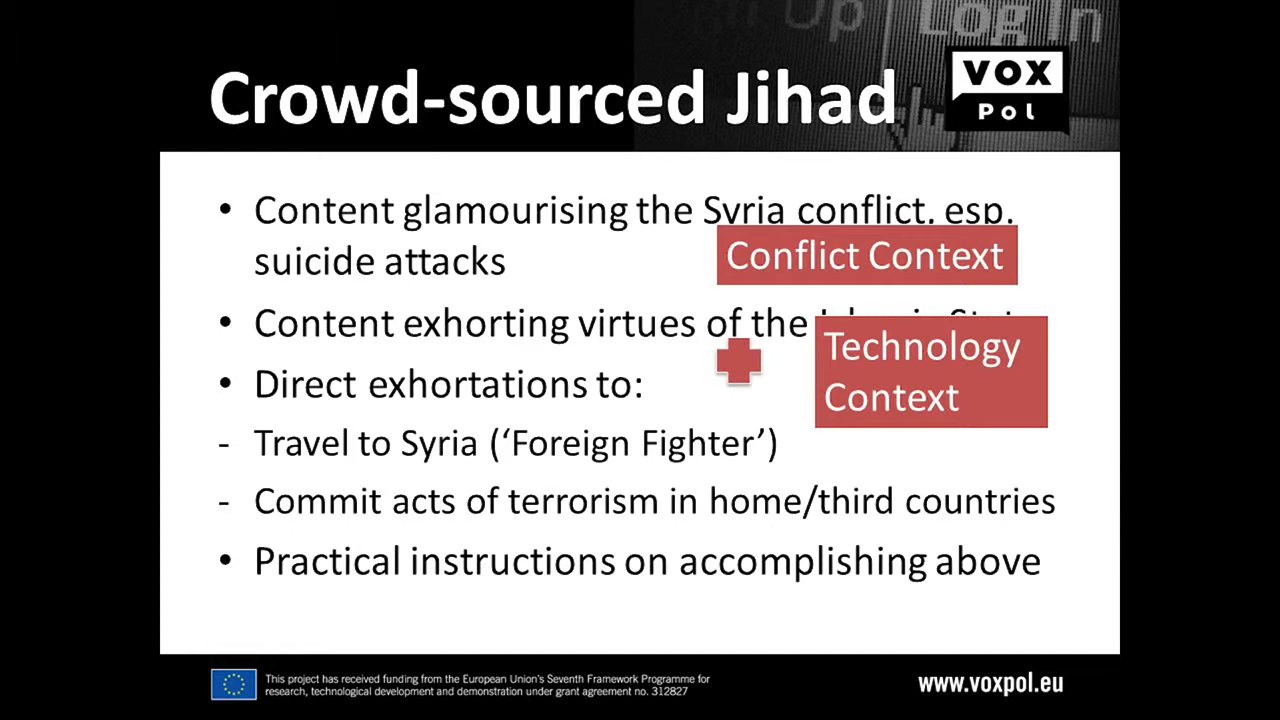 Up | Log In
Crowd-sourced Jihad
VOX
Pol
• Content glamourising the Syria conflict, esp.
suicide attacks
Conflict Context
• Content exhorting virtues of the
Technology
Context
• Direct exhortations to:
- Travel to Syria (‘Foreign Fighter’)
- Commit acts of terrorism in home/third countries
• Practical instructions on accomplishing above
This project has received funding from the European Union's Seventh Framework Programme for
research, technological development and demonstration under grant agreement no. 312827
www.voxpol.eu